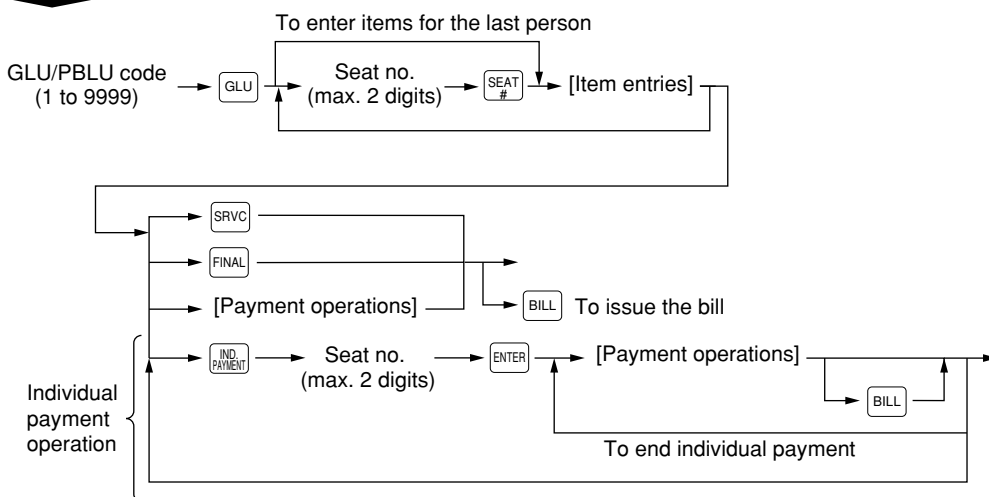 To enter items for the last person
GLU/PBLU code
(1 to 9999)
GLU
Seat no.
(max. 2 digits)
SEAT
#
[Item entries]
SRVC
FINAL
[Payment operations]
BILL
To issue the bill
Individual
payment
operation
IND.
PAYMENT
Seat no.
(max. 2 digits)
ENTER
[Payment operations]
BILL
To end individual payment